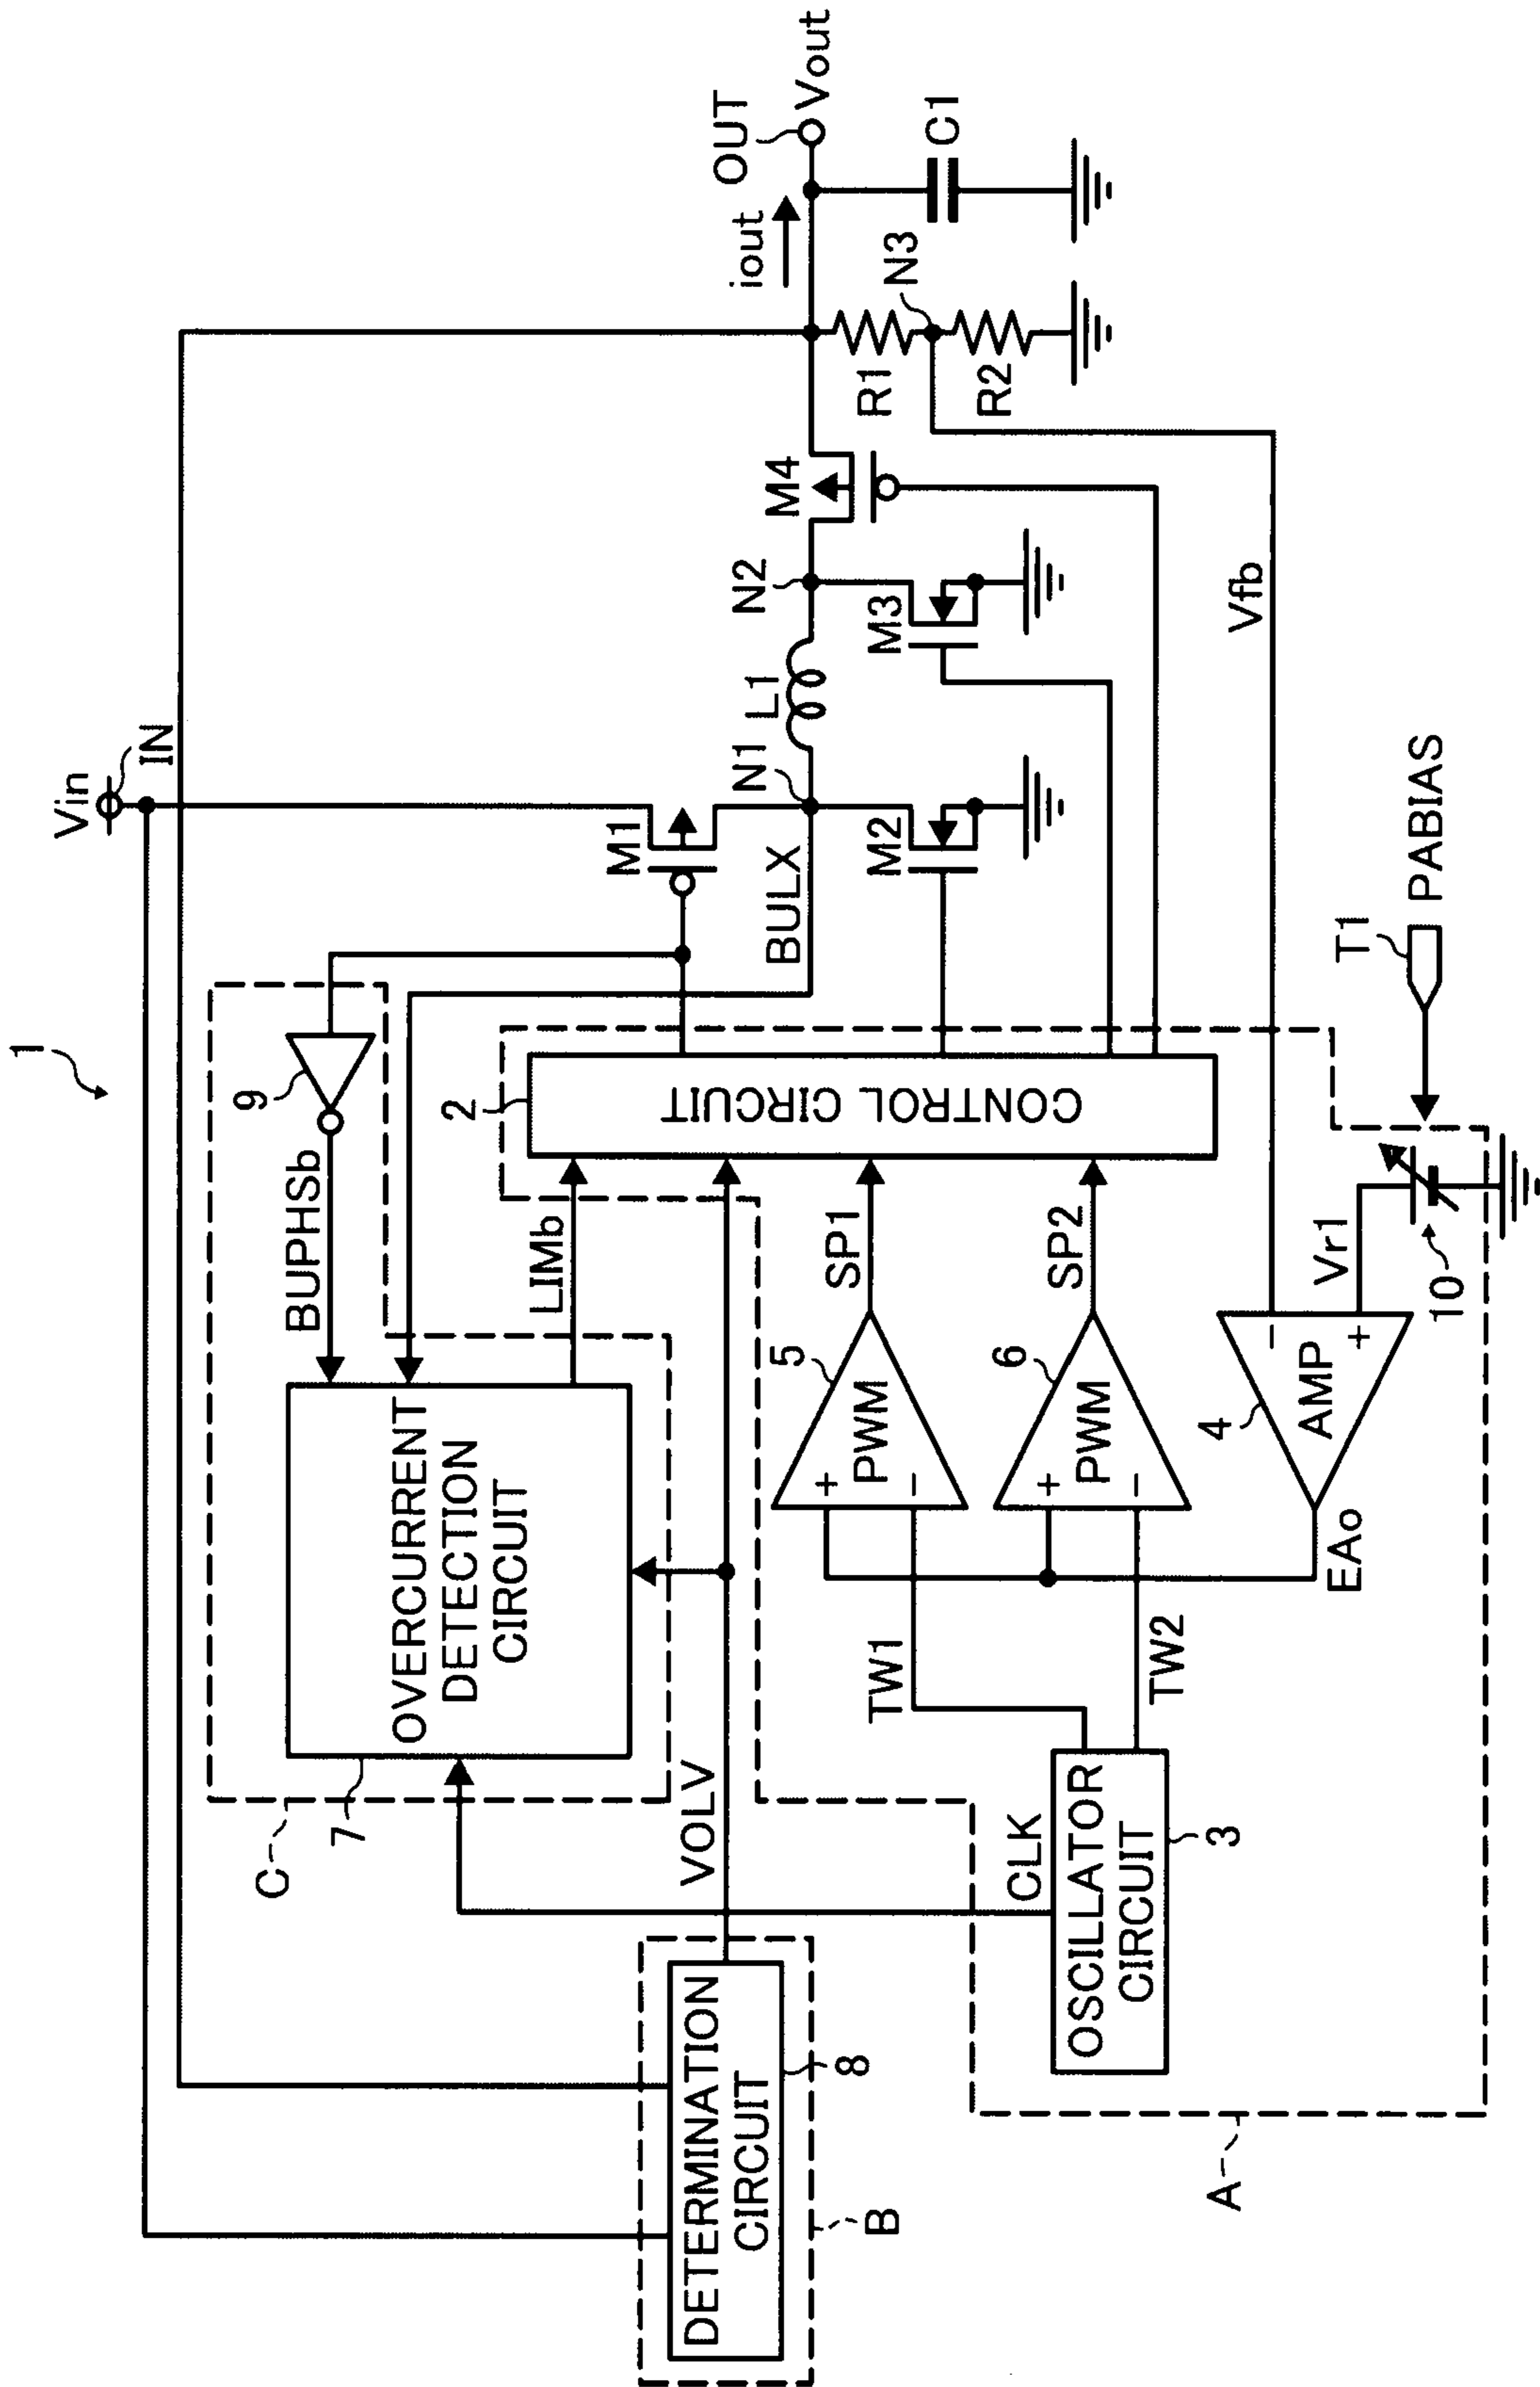 1
Vin
IN
C
7
OVERCURRENT
DETECTION
CIRCUIT
BUPHSb
9
LIMb
2
CONTROL CIRCUIT
M1
BULX
N1
L1
N2
M4
iout
OUT
Vout
C1
N3
R1
R2
M2
M3
DETERMINATION
CIRCUIT
8
B
VOLV
CLK
OSCILLATOR
CIRCUIT
3
TW1
TW2
5
+
PWM
-
SP1
6
+
PWM
-
SP2
EAo
4
AMP
-
+
Vfb
Vr1
10
T1
PABIAS
A